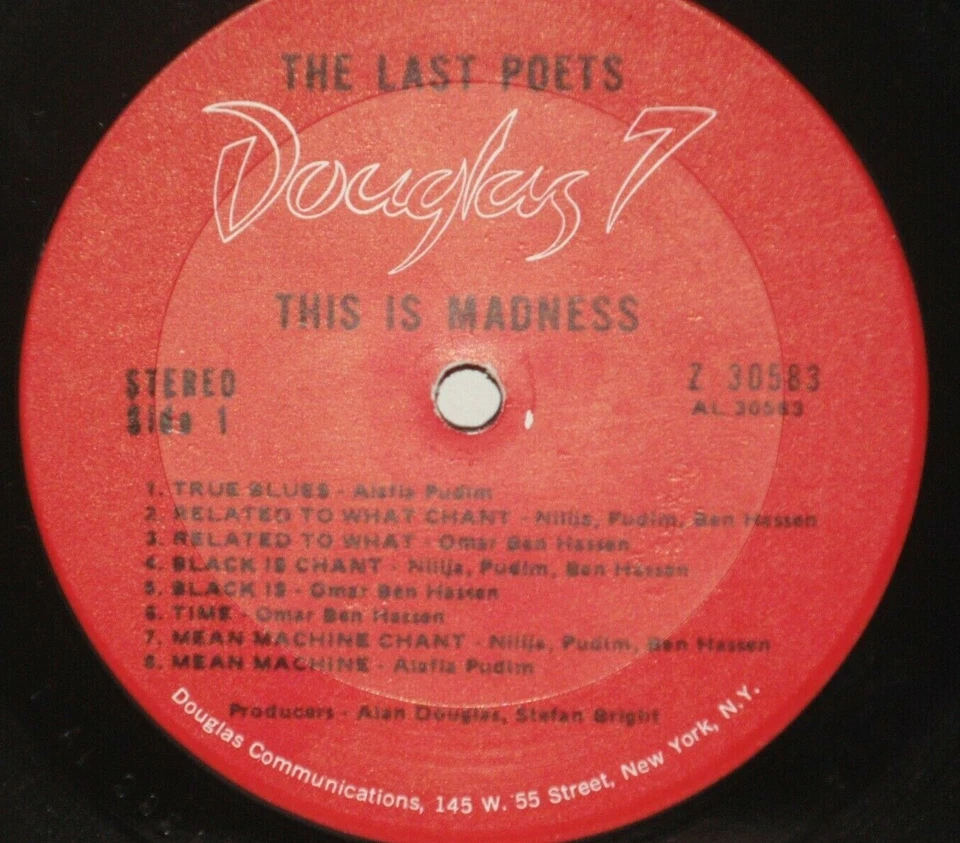 THE LAST POETS
Douglas 7
THIS IS MADNESS
STEREO
Side 1
Z 30583
AL 30583
1. TRUE BLUES - Alafia Pudim
2. RELATED TO WHAT CHANT - Nilija, Pudim, Ben Hassen
3. RELATED TO WHAT - Omar Ben Hassen
4. BLACK IS CHANT - Nilija, Pudim, Ben Hassen
5. BLACK IS - Omar Ben Hassen
6. TIME - Omar Ben Hassen
7. MEAN MACHINE CHANT - Nilija, Pudim, Ben Hassen
8. MEAN MACHINE - Alafia Pudim
Producers - Alan Douglas, Stefan Bright
Douglas Communications, 145 W. 55 Street, New York, N.Y.